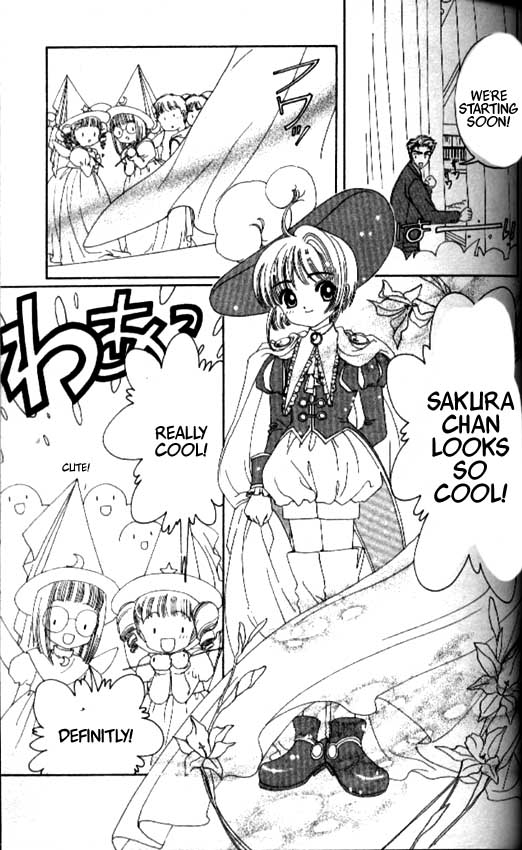 WERE
STARTING
SOON!
フワッ
SAKURA
CHAN
LOOKS
SO
COOL!
わあっ
REALLY
COOL!
CUTE!
DEFINITLY!